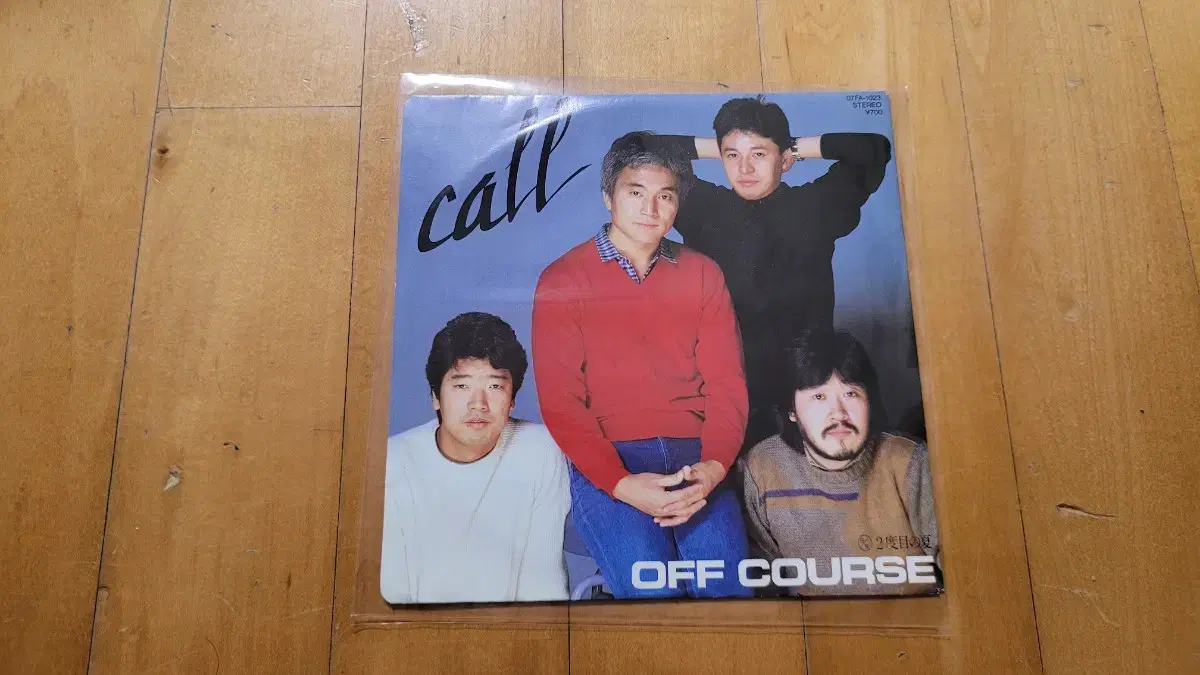 call
07FA-1023
STEREO
¥700
2度目の夏
OFF COURSE